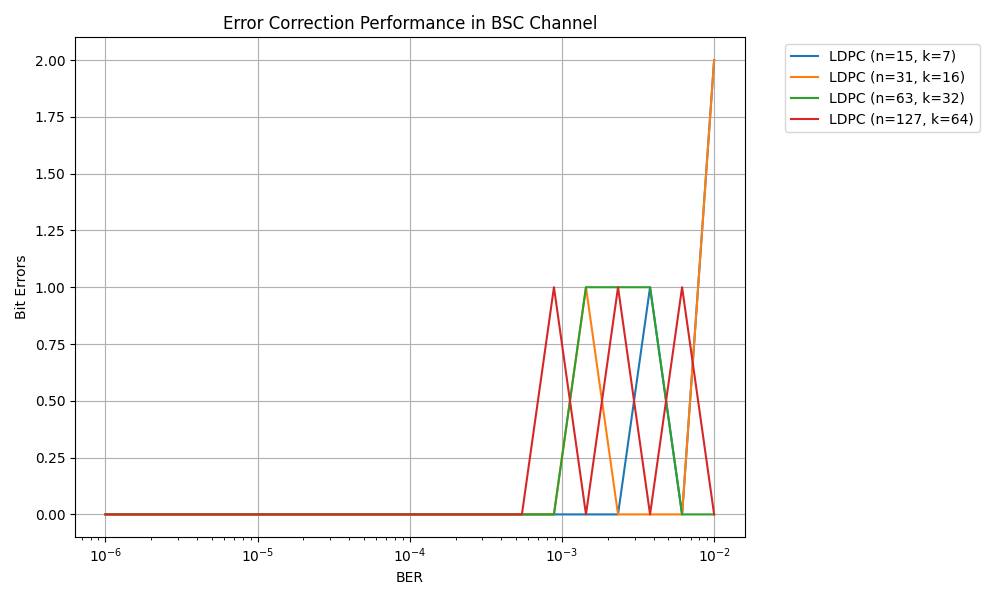 Error Correction Performance in BSC Channel
LDPC (n=15, k=7)
LDPC (n=31, k=16)
LDPC (n=63, k=32)
LDPC (n=127, k=64)
Bit Errors
2.00
1.75
1.50
1.25
1.00
0.75
0.50
0.25
0.00
10⁻⁶ 10⁻⁵ 10⁻⁴ 10⁻³ 10⁻²
BER